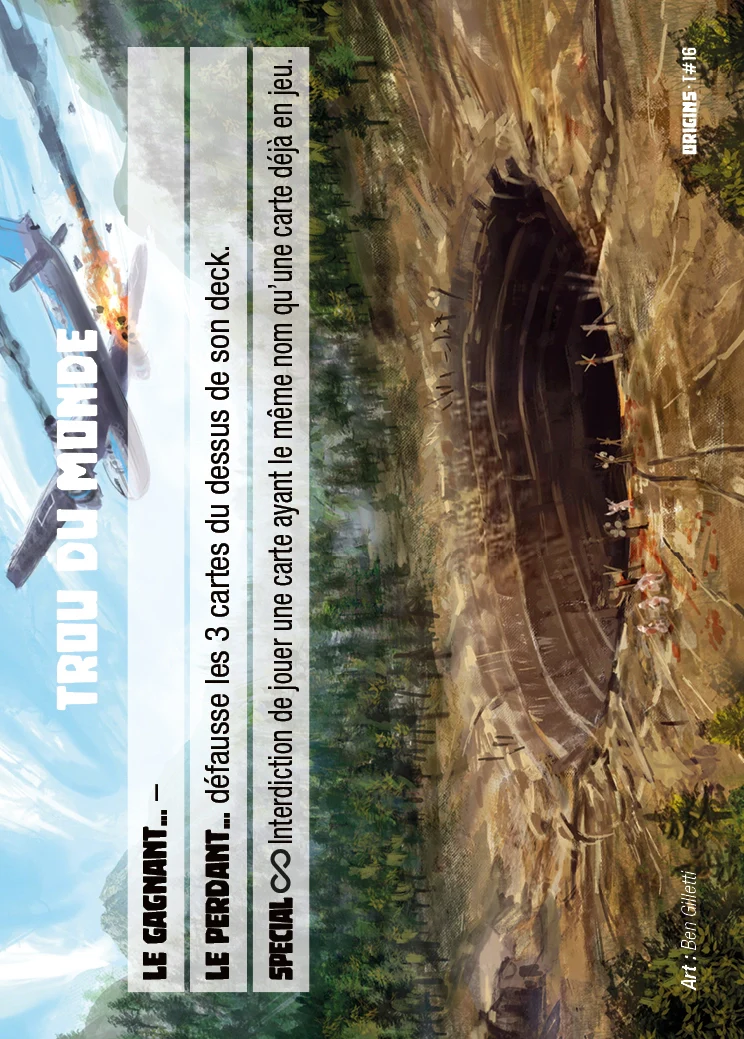 TROU DU MONDE
LE GAGNANT... –
LE PERDANT... défausse les 3 cartes du dessus de son deck.
SPECIAL ∞ Interdiction de jouer une carte ayant le même nom qu'une carte déjà en jeu.
Art : Ben Gilletti
ORIGINS · T#16